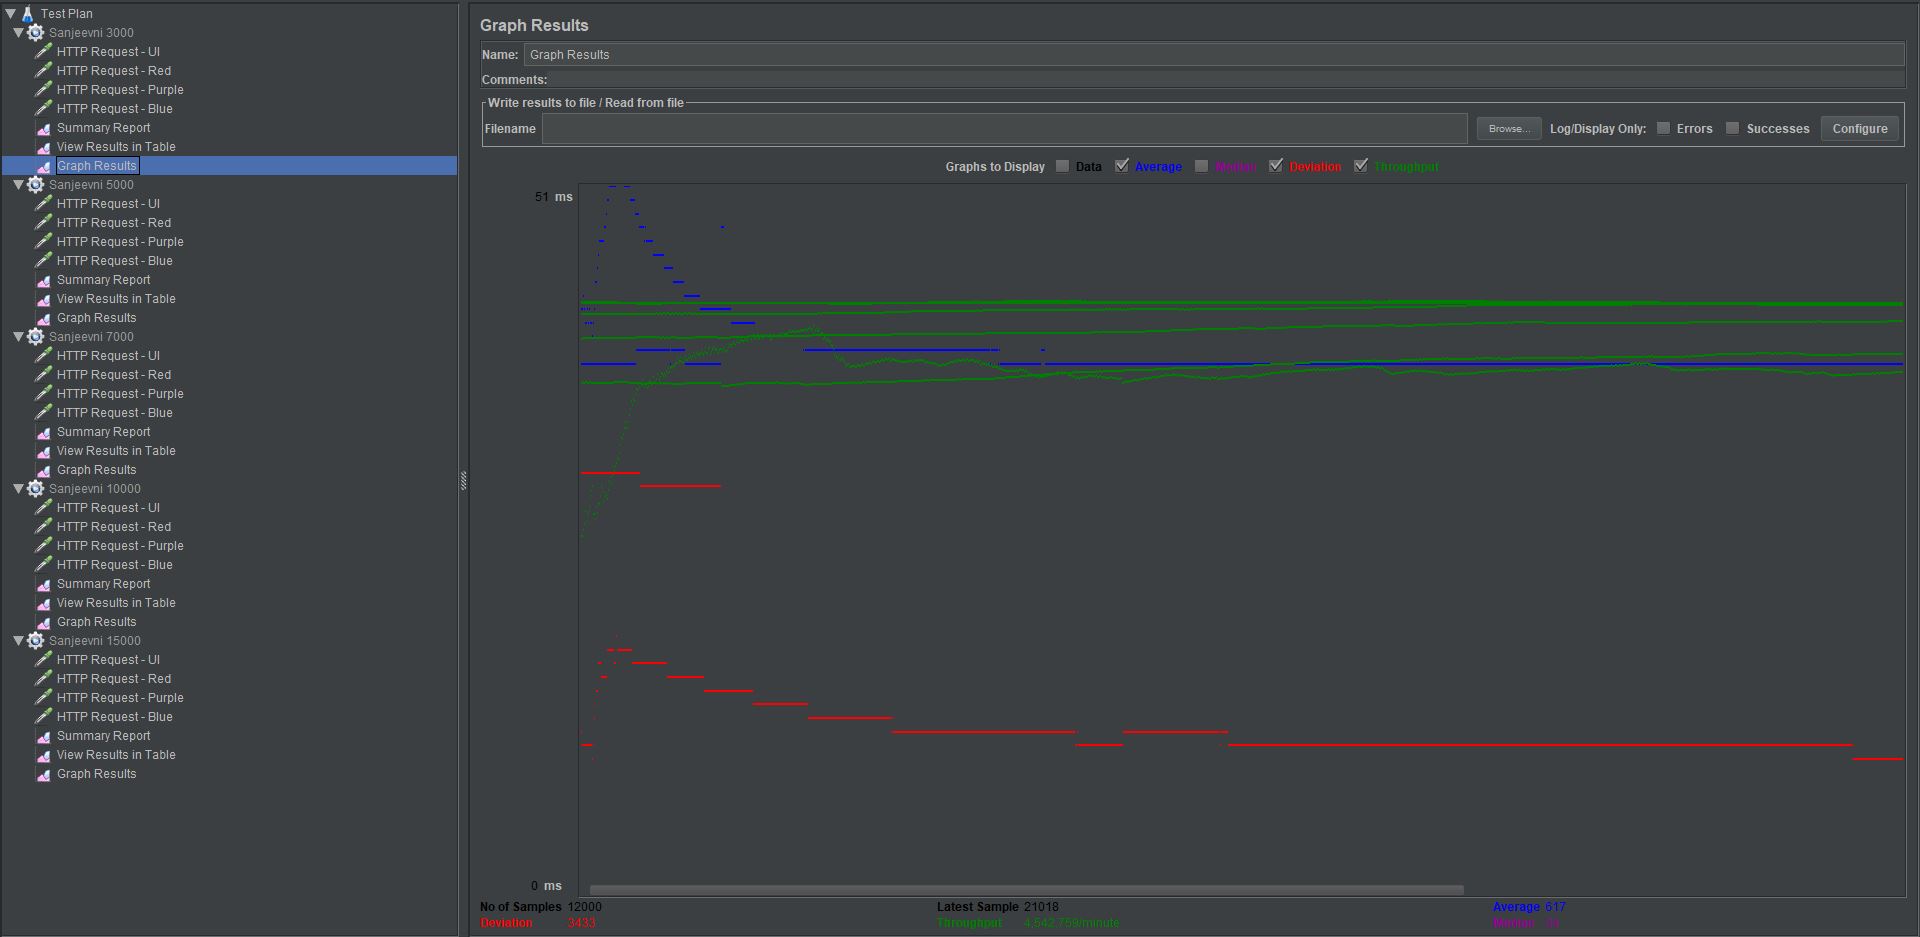 Test Plan
Sanjeevni 3000
HTTP Request - UI
HTTP Request - Red
HTTP Request - Purple
HTTP Request - Blue
Summary Report
View Results in Table
Graph Results
Sanjeevni 5000
HTTP Request - UI
HTTP Request - Red
HTTP Request - Purple
HTTP Request - Blue
Summary Report
View Results in Table
Graph Results
Sanjeevni 7000
HTTP Request - UI
HTTP Request - Red
HTTP Request - Purple
HTTP Request - Blue
Summary Report
View Results in Table
Graph Results
Sanjeevni 10000
HTTP Request - UI
HTTP Request - Red
HTTP Request - Purple
HTTP Request - Blue
Summary Report
View Results in Table
Graph Results
Sanjeevni 15000
HTTP Request - UI
HTTP Request - Red
HTTP Request - Purple
HTTP Request - Blue
Summary Report
View Results in Table
Graph Results
Graph Results
Name: Graph Results
Comments:
Write results to file / Read from file
Filename Browse... Log/Display Only: Errors Successes Configure
Graphs to Display Data Average Median Deviation Throughput
51 ms
0 ms
No of Samples 12000 Latest Sample 21018 Average 617
Deviation 3433 Throughput 4,542.759/minute Median